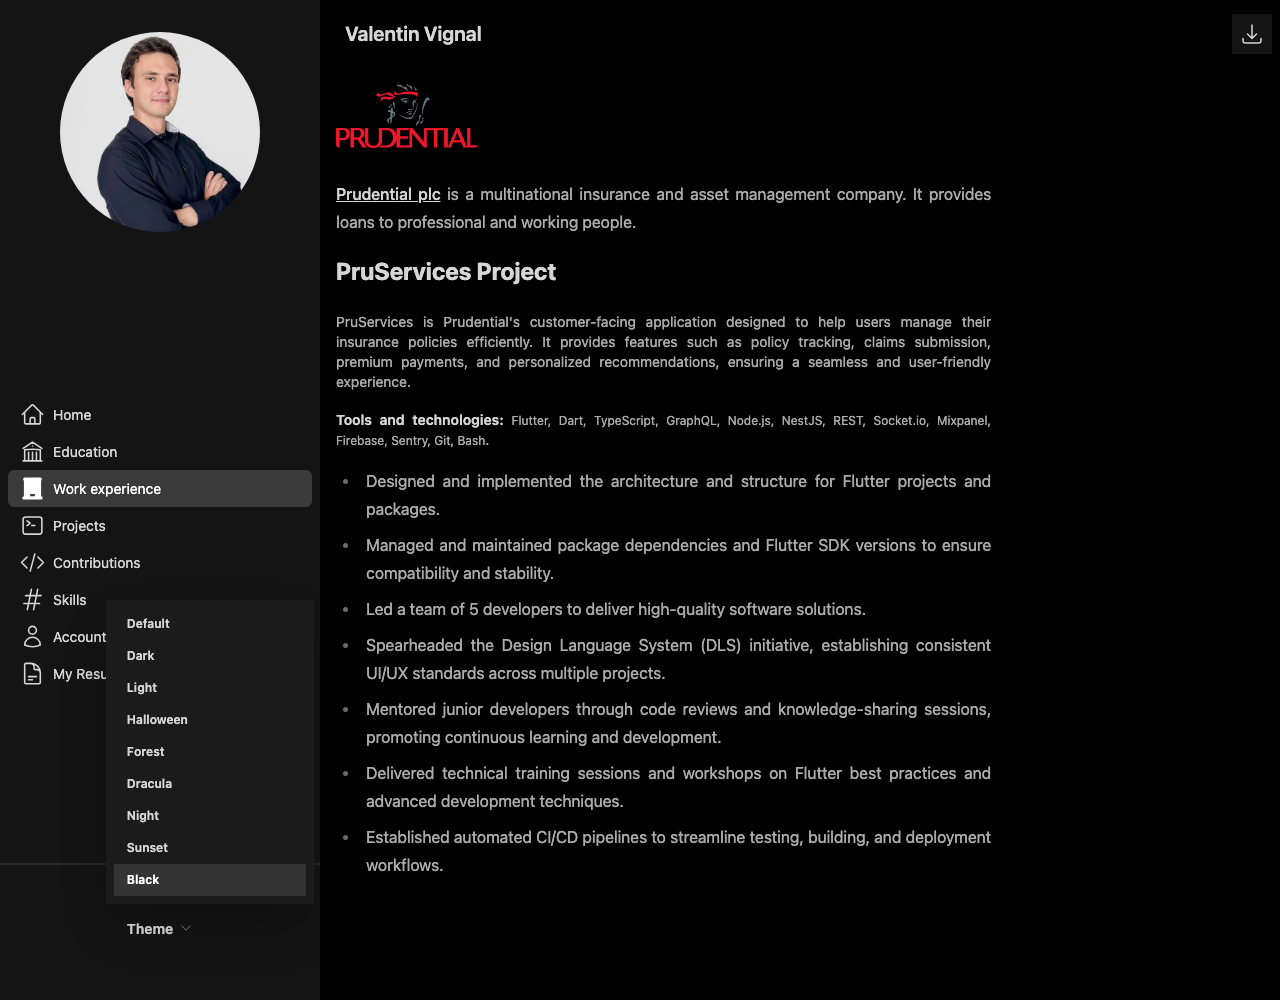 Valentin Vignal
PRUDENTIAL
Prudential plc is a multinational insurance and asset management company. It provides
loans to professional and working people.
PruServices Project
PruServices is Prudential's customer-facing application designed to help users manage their
insurance policies efficiently. It provides features such as policy tracking, claims submission,
premium payments, and personalized recommendations, ensuring a seamless and user-friendly
experience.
Tools and technologies: Flutter, Dart, TypeScript, GraphQL, Node.js, NestJS, REST, Socket.io, Mixpanel,
Firebase, Sentry, Git, Bash.
Designed and implemented the architecture and structure for Flutter projects and
packages.
Managed and maintained package dependencies and Flutter SDK versions to ensure
compatibility and stability.
Led a team of 5 developers to deliver high-quality software solutions.
Spearheaded the Design Language System (DLS) initiative, establishing consistent
UI/UX standards across multiple projects.
Mentored junior developers through code reviews and knowledge-sharing sessions,
promoting continuous learning and development.
Delivered technical training sessions and workshops on Flutter best practices and
advanced development techniques.
Established automated CI/CD pipelines to streamline testing, building, and deployment
workflows.
Home
Education
Work experience
Projects
Contributions
Skills
Account
My Resu
Default
Dark
Light
Halloween
Forest
Dracula
Night
Sunset
Black
Theme